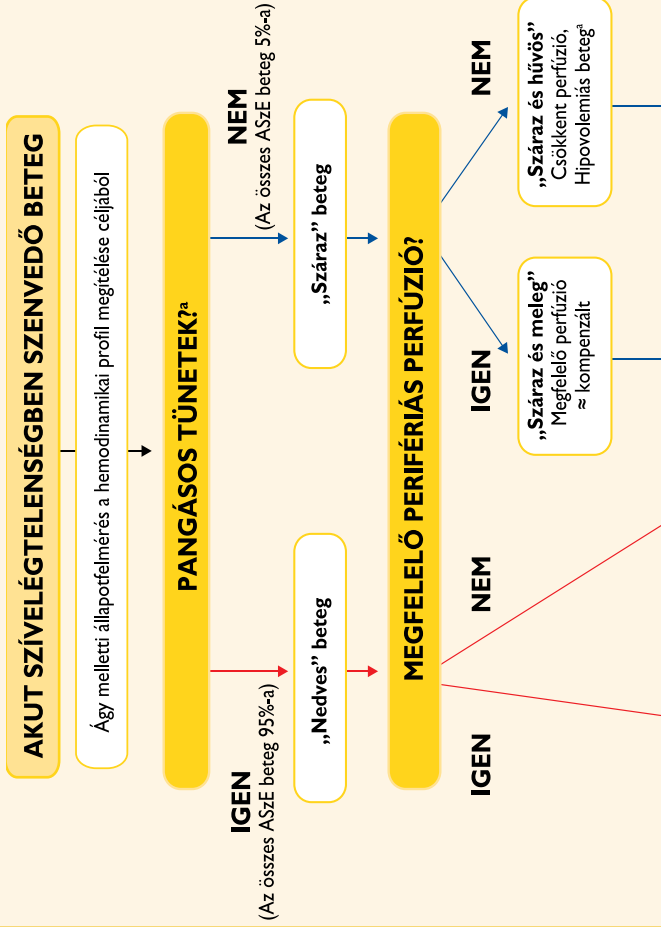 AKUT SZÍVELÉGTELENSÉGBEN SZENVEDŐ BETEG
Ágy melletti állapotfelmérés a hemodinamikai profil megítélése céljából
PANGÁSOS TÜNETEK?ª
IGEN
(Az összes ASzE beteg 95%-a)
NEM
(Az összes ASzE beteg 5%-a)
„Nedves” beteg
„Száraz” beteg
MEGFELELŐ PERIFÉRIÁS PERFÚZIÓ?
IGEN
NEM
IGEN
NEM
„Száraz és meleg”
Megfelelő perfúzió
≈ kompenzált
„Száraz és hűvös”
Csökkent perfúzió,
Hipovolemiás betegª